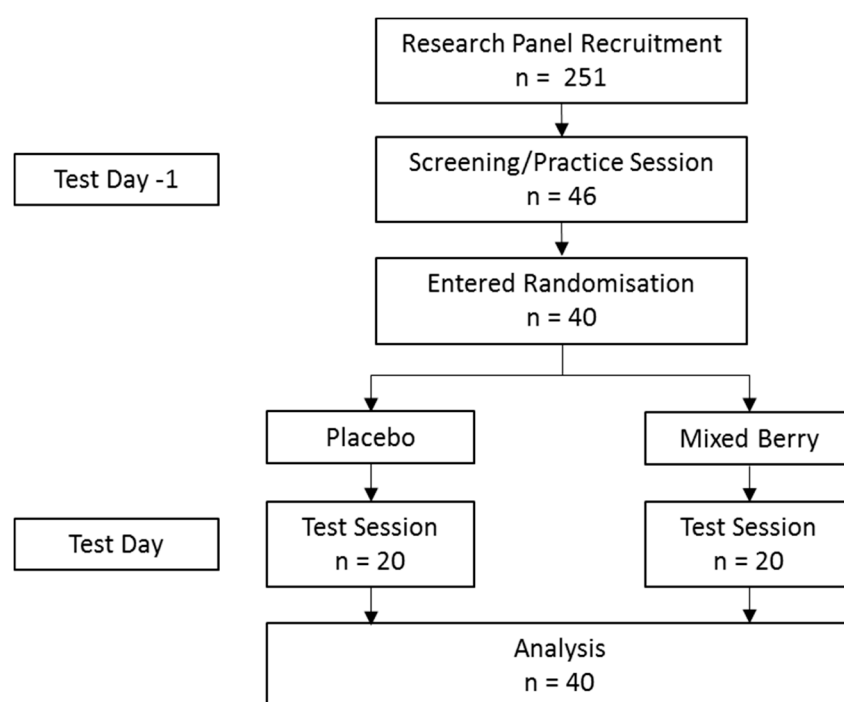 Research Panel Recruitment
n = 251
Test Day -1
Screening/Practice Session
n = 46
Entered Randomisation
n = 40
Placebo
Mixed Berry
Test Day
Test Session
n = 20
Test Session
n = 20
Analysis
n = 40